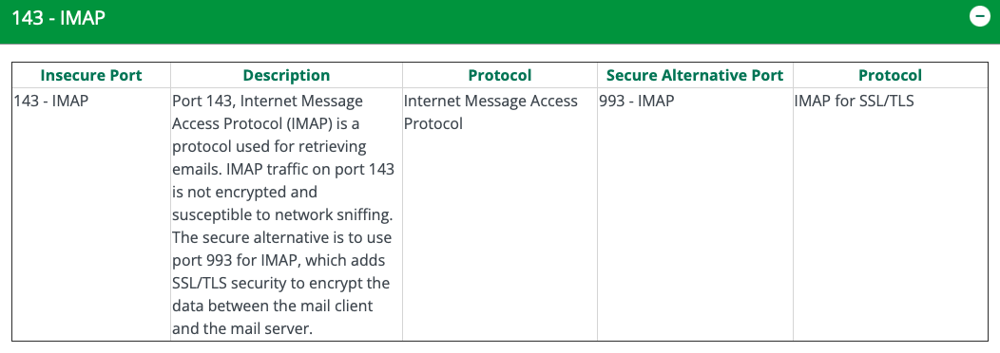 143 - IMAP
Insecure Port Description Protocol Secure Alternative Port Protocol
143 - IMAP
Port 143, Internet Message
Access Protocol (IMAP) is a
protocol used for retrieving
emails. IMAP traffic on port 143
is not encrypted and
susceptible to network sniffing.
The secure alternative is to use
port 993 for IMAP, which adds
SSL/TLS security to encrypt the
data between the mail client
and the mail server.
Internet Message Access
Protocol
993 - IMAP
IMAP for SSL/TLS